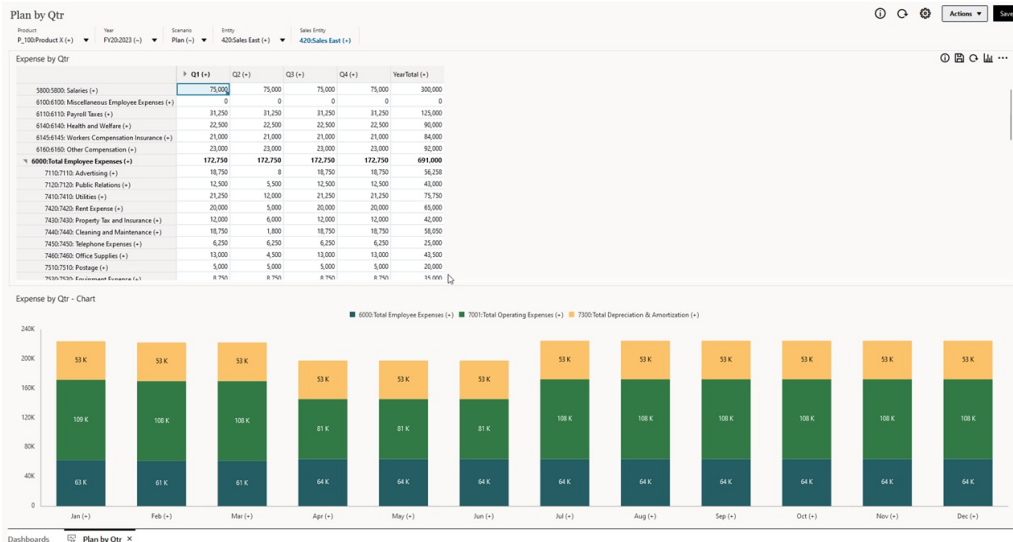 Plan by Qtr
Actions ▼ Save
Product Year Scenario Entity Sales Entity
P_100:Product X (+) ▼ FY20:2023 (~) ▼ Plan (~) ▼ 420:Sales East (+) ▼ 420:Sales East (+)
Expense by Qtr
Q1 (+) Q2 (+) Q3 (+) Q4 (+) YearTotal (+)
5800:5800: Salaries (+) 75,000 75,000 75,000 75,000 300,000
6100:6100: Miscellaneous Employee Expenses (+) 0 0 0 0 0
6110:6110: Payroll Taxes (+) 31,250 31,250 31,250 31,250 125,000
6140:6140: Health and Welfare (+) 22,500 22,500 22,500 22,500 90,000
6145:6145: Workers Compensation Insurance (+) 21,000 21,000 21,000 21,000 84,000
6160:6160: Other Compensation (+) 23,000 23,000 23,000 23,000 92,000
6000:Total Employee Expenses (+) 172,750 172,750 172,750 172,750 691,000
7110:7110: Advertising (+) 18,750 8 18,750 18,750 56,258
7120:7120: Public Relations (+) 12,500 5,500 12,500 12,500 43,000
7410:7410: Utilities (+) 21,250 12,000 21,250 21,250 75,750
7420:7420: Rent Expense (+) 20,000 5,000 20,000 20,000 65,000
7430:7430: Property Tax and Insurance (+) 12,000 6,000 12,000 12,000 42,000
7440:7440: Cleaning and Maintenance (+) 18,750 1,800 18,750 18,750 58,050
7450:7450: Telephone Expenses (+) 6,250 6,250 6,250 6,250 25,000
7460:7460: Office Supplies (+) 13,000 4,500 13,000 13,000 43,500
7510:7510: Postage (+) 5,000 5,000 5,000 5,000 20,000
7530:7530: Equipment Expense (+) 8,750 8,750 8,750 8,750 35,000
Expense by Qtr - Chart
6000:Total Employee Expenses (+) 7001:Total Operating Expenses (+) 7300:Total Depreciation & Amortization (+)
240K
200K
160K
120K
80K
40K
0
53 K 53 K 53 K 53 K 53 K 53 K 53 K 53 K 53 K 53 K 53 K 53 K
109 K 108 K 108 K 81 K 81 K 81 K 108 K 108 K 108 K 108 K 108 K 108 K
63 K 61 K 61 K 64 K 64 K 64 K 64 K 64 K 64 K 64 K 64 K 64 K
Jan (+) Feb (+) Mar (+) Apr (+) May (+) Jun (+) Jul (+) Aug (+) Sep (+) Oct (+) Nov (+) Dec (+)
Dashboards Plan by Qtr ×